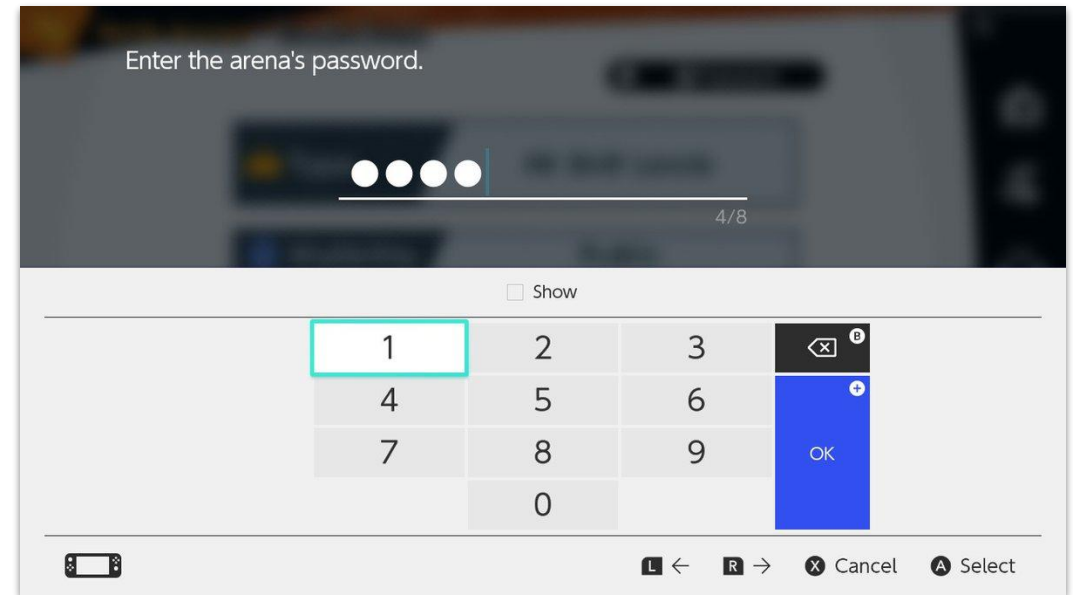 Enter the arena's password.
4/8
Show
1 2 3 B
4 5 6 +
7 8 9 OK
0
L ← R → X Cancel A Select